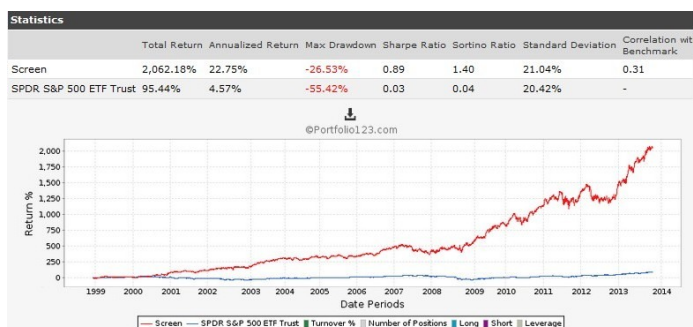 Statistics
Total Return Annualized Return Max Drawdown Sharpe Ratio Sortino Ratio Standard Deviation Correlation wit
Benchmark
Screen 2,062.18% 22.75% -26.53% 0.89 1.40 21.04% 0.31
SPDR S&P 500 ETF Trust 95.44% 4.57% -55.42% 0.03 0.04 20.42% -
©Portfolio123.com
2,000
1,750
1,500
1,250
1,000
750
500
250
0
Return %
1999 2000 2001 2002 2003 2004 2005 2006 2007 2008 2009 2010 2011 2012 2013 2014
Date Periods
Screen SPDR S&P 500 ETF Trust Turnover % Number of Positions Long Short Leverage